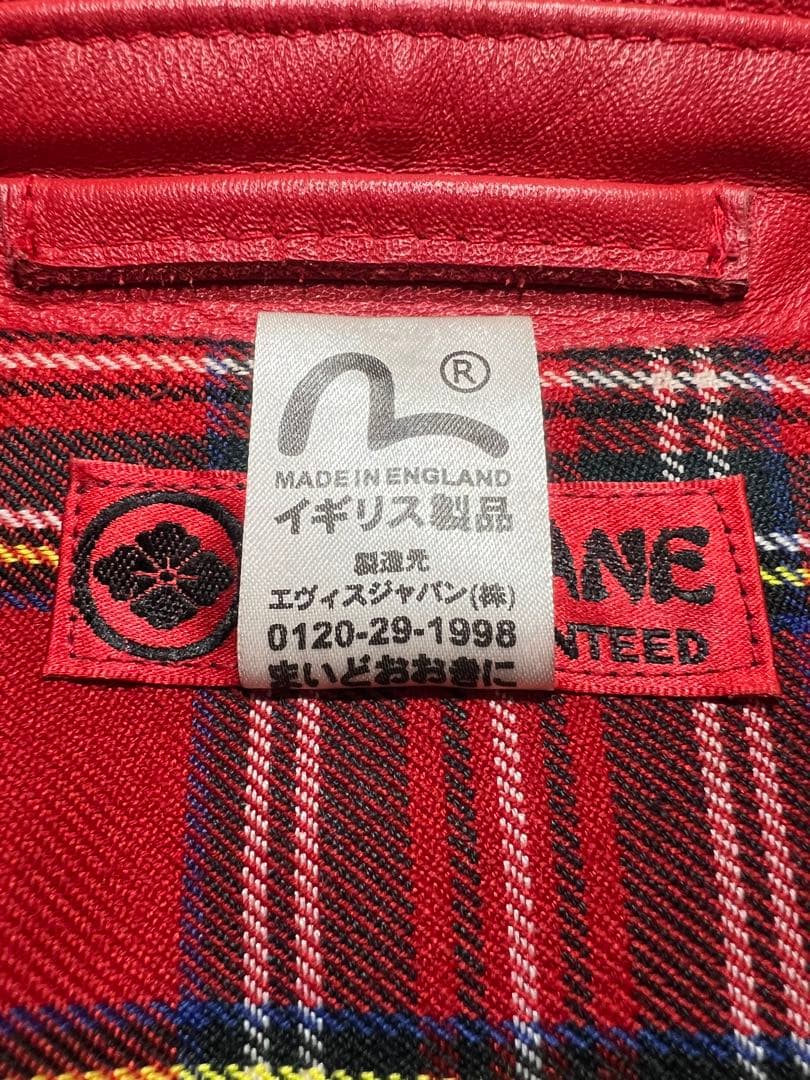 ®
MADE IN ENGLAND
イギリス製品
製造元
エヴィスジャパン(株)
0120-29-1998
まいどおおきに
ANE
NTEED